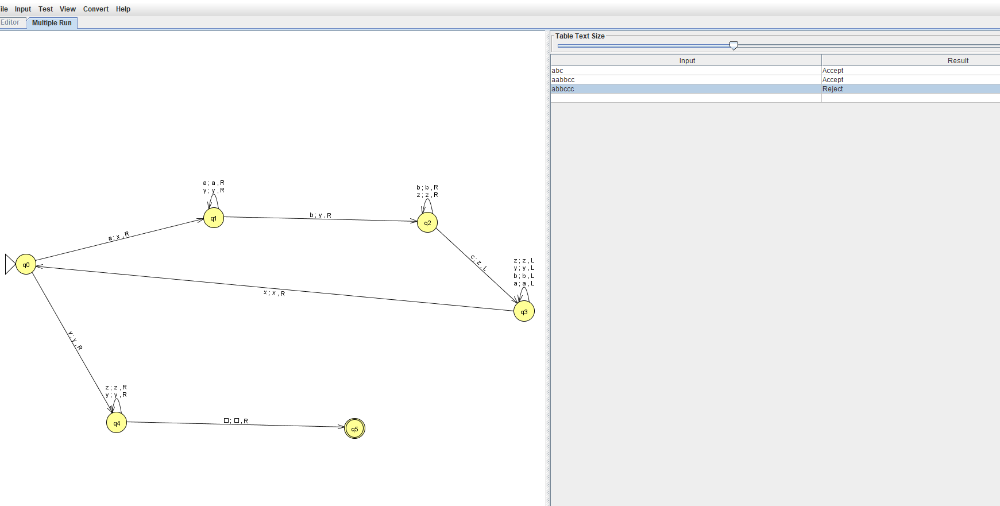 ile Input Test View Convert Help
Editor Multiple Run
Table Text Size
Input Result
abc Accept
aabbcc Accept
abbccc Reject
a ; a , R
y ; y , R
b ; b , R
z ; z , R
q1
b ; y , R
q2
a ; x , R
q0
c ; z , L
z ; z , L
y ; y , L
b ; b , L
a ; a , L
x ; x , R
q3
y ; y , R
z ; z , R
y ; y , R
q4
□ ; □ , R
q5